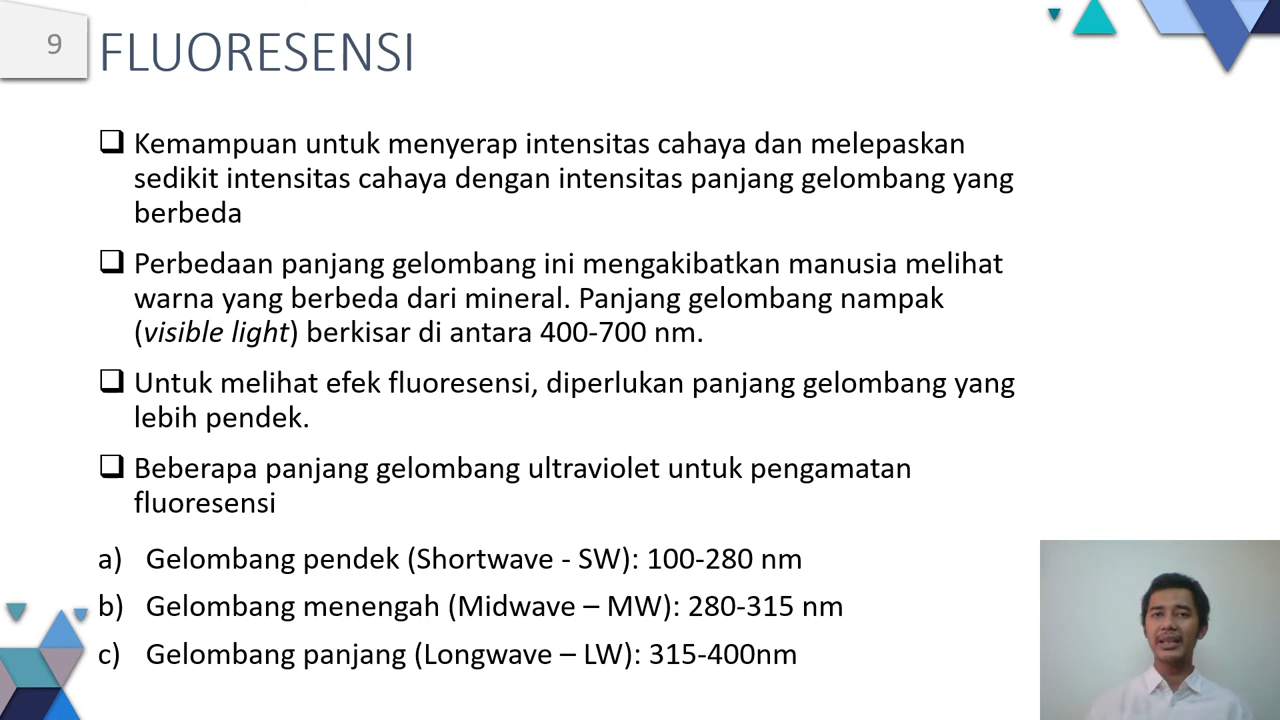 9
FLUORESENSI
Kemampuan untuk menyerap intensitas cahaya dan melepaskan
sedikit intensitas cahaya dengan intensitas panjang gelombang yang
berbeda
Perbedaan panjang gelombang ini mengakibatkan manusia melihat
warna yang berbeda dari mineral. Panjang gelombang nampak
(visible light) berkisar di antara 400-700 nm.
Untuk melihat efek fluoresensi, diperlukan panjang gelombang yang
lebih pendek.
Beberapa panjang gelombang ultraviolet untuk pengamatan
fluoresensi
a) Gelombang pendek (Shortwave - SW): 100-280 nm
b) Gelombang menengah (Midwave – MW): 280-315 nm
c) Gelombang panjang (Longwave – LW): 315-400nm